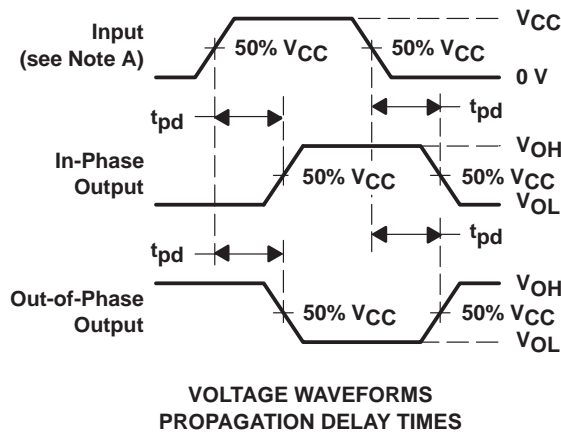 Input
(see Note A)
50% VCC
50% VCC
VCC
0 V
tpd
tpd
In-Phase
Output
50% VCC
VOH
50% VCC
VOL
tpd
tpd
Out-of-Phase
Output
50% VCC
VOH
50% VCC
VOL
VOLTAGE WAVEFORMS
PROPAGATION DELAY TIMES